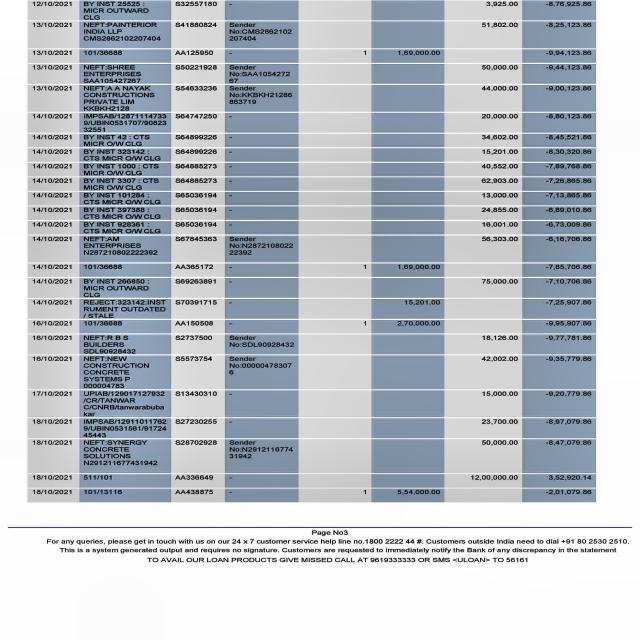 12/10/2021 BY INST 25525 : S32557180 - 3,925.00 -8,76,925.86
MICR OUTWARD
CLG
13/10/2021 NEFT:PAINTERIOR S41880824 Sender 51,802.00 -8,25,123.86
INDIA LLP No:CMS2862102
CMS2862102207404 207404
13/10/2021 101/36688 AA125950 - 1 1,69,000.00 -9,94,123.86
13/10/2021 NEFT:SHREE S50221928 Sender 50,000.00 -9,44,123.86
ENTERPRISES No:SAA1054272
SAA105427267 67
13/10/2021 NEFT:A A NAYAK S54633236 Sender 44,000.00 -9,00,123.86
CONSTRUCTIONS No:KKBKH21286
PRIVATE LIM 863719
KKBKH2128
14/10/2021 IMPSAB/12871114733 S64747250 - 20,000.00 -8,80,123.86
9/UBIN0531707/90823
32551
14/10/2021 BY INST 42 : CTS S64899226 - 34,602.00 -8,45,521.86
MICR O/W CLG
14/10/2021 BY INST 323142 : S64899226 - 15,201.00 -8,30,320.86
CTS MICR O/W CLG
14/10/2021 BY INST 1000 : CTS S64885273 - 40,552.00 -7,89,768.86
MICR O/W CLG
14/10/2021 BY INST 3307 : CTS S64885273 - 62,903.00 -7,26,865.86
MICR O/W CLG
14/10/2021 BY INST 101284 : S65036194 - 13,000.00 -7,13,865.86
CTS MICR O/W CLG
14/10/2021 BY INST 397388 : S65036194 - 24,855.00 -6,89,010.86
CTS MICR O/W CLG
14/10/2021 BY INST 928361 : S65036194 - 16,001.00 -6,73,009.86
CTS MICR O/W CLG
14/10/2021 NEFT:AM S67845363 Sender 56,303.00 -6,16,706.86
ENTERPRISES No:N2872108022
N287210802222392 22392
14/10/2021 101/36688 AA365172 - 1 1,69,000.00 -7,85,706.86
14/10/2021 BY INST 266850 : S69263891 - 75,000.00 -7,10,706.86
MICR OUTWARD
CLG
14/10/2021 REJECT:323142:INST S70391715 - 15,201.00 -7,25,907.86
RUMENT OUTDATED
/ STALE
16/10/2021 101/36688 AA150508 - 1 2,70,000.00 -9,95,907.86
16/10/2021 NEFT:R B S S2737500 Sender 18,126.00 -9,77,781.86
BUILDERS No:SDL90928432
SDL90928432
16/10/2021 NEFT:NEW S5573754 Sender 42,002.00 -9,35,779.86
CONSTRUCTION No:00000478307
CONCRETE 6
SYSTEMS P
000004783
17/10/2021 UPIAB/129017127932 S13430310 - 15,000.00 -9,20,779.86
/CR/TANWAR
C/CNRB/tanwarabuba
kar
18/10/2021 IMPSAB/12911011762 S27230255 - 23,700.00 -8,97,079.86
9/UBIN0531561/91724
45443
18/10/2021 NEFT:SYNERGY S28702928 Sender 50,000.00 -8,47,079.86
CONCRETE No:N2912116774
SOLUTIONS 31942
N291211677431942
18/10/2021 511/101 AA336649 - 12,00,000.00 3,52,920.14
18/10/2021 101/13116 AA438875 - 1 5,54,000.00 -2,01,079.86
Page No3
For any queries, please get in touch with us on our 24 x 7 customer service help line no.1800 2222 44 #. Customers outside India need to dial +91 80 2530 2510.
This is a system generated output and requires no signature. Customers are requested to immediately notify the Bank of any discrepancy in the statement
TO AVAIL OUR LOAN PRODUCTS GIVE MISSED CALL AT 9619333333 OR SMS <ULOAN> TO 56161